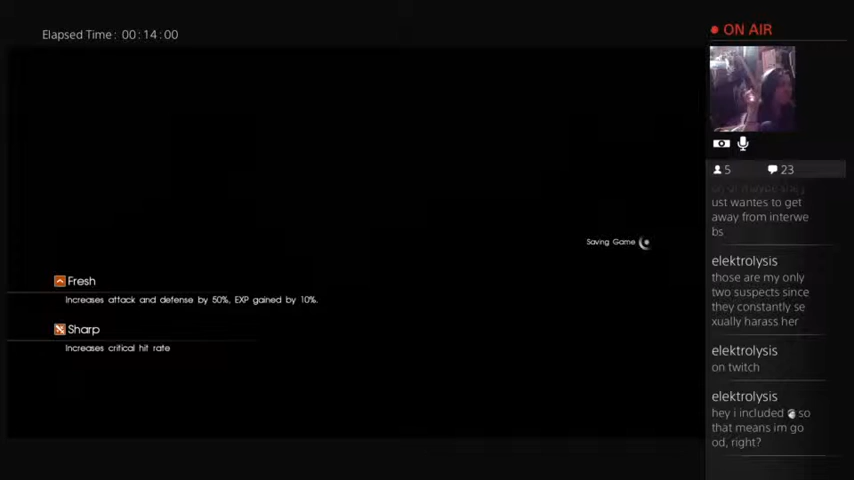 Elapsed Time: 00:14:00
ON AIR
5 23
ust wantes to get
away from interwe
bs
elektrolysis
those are my only
two suspects since
they constantly se
xually harass her
elektrolysis
on twitch
elektrolysis
hey i included so
that means im go
od, right?
Saving Game
Fresh
Increases attack and defense by 50%, EXP gained by 10%.
Sharp
Increases critical hit rate